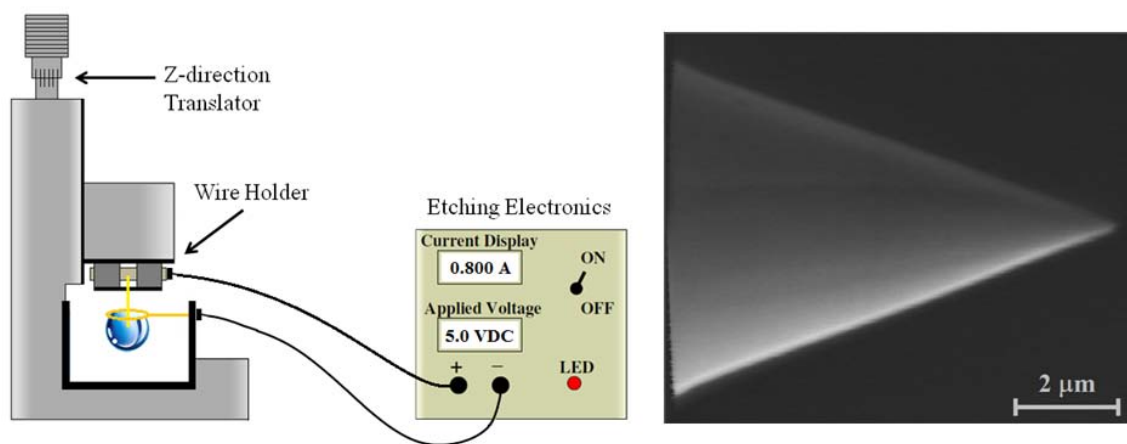 Z-direction
Translator
Wire Holder
Etching Electronics
Current Display
0.800 A
ON
OFF
Applied Voltage
5.0 VDC
+
−
LED
2 μm